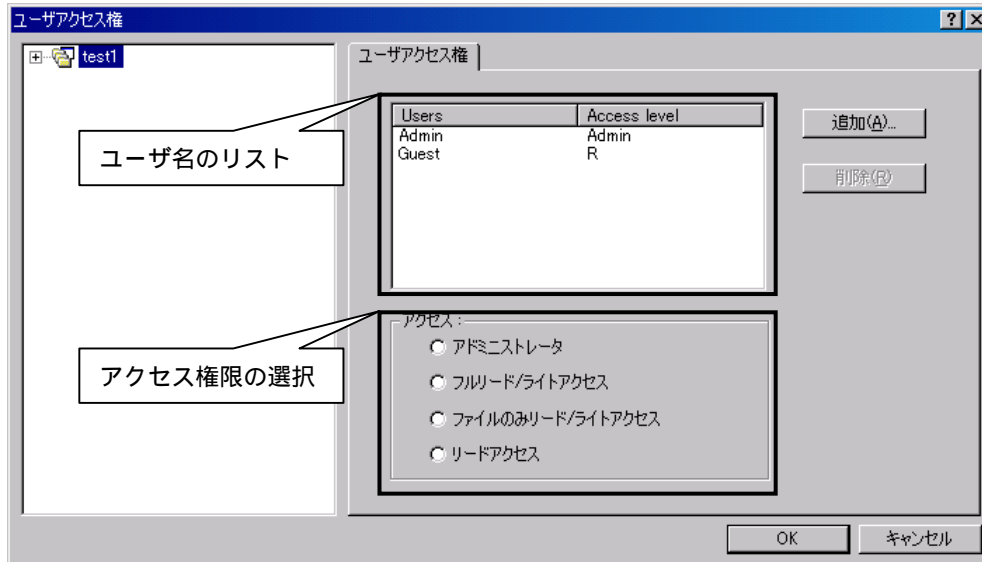 ユーザアクセス権
test1
ユーザアクセス権
Users Access level
Admin Admin
Guest R
追加(A)...
削除(R)
ユーザ名のリスト
アクセス:
アドミニストレータ
フルリード/ライトアクセス
ファイルのみリード/ライトアクセス
リードアクセス
アクセス権限の選択
OK キャンセル